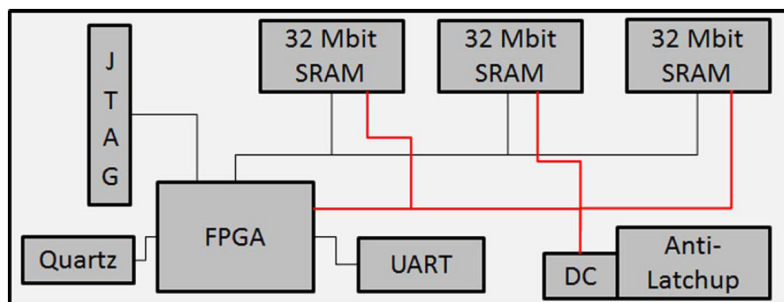 32 Mbit
SRAM
32 Mbit
SRAM
32 Mbit
SRAM
J
T
A
G
FPGA
Quartz
UART
DC
Anti-
Latchup